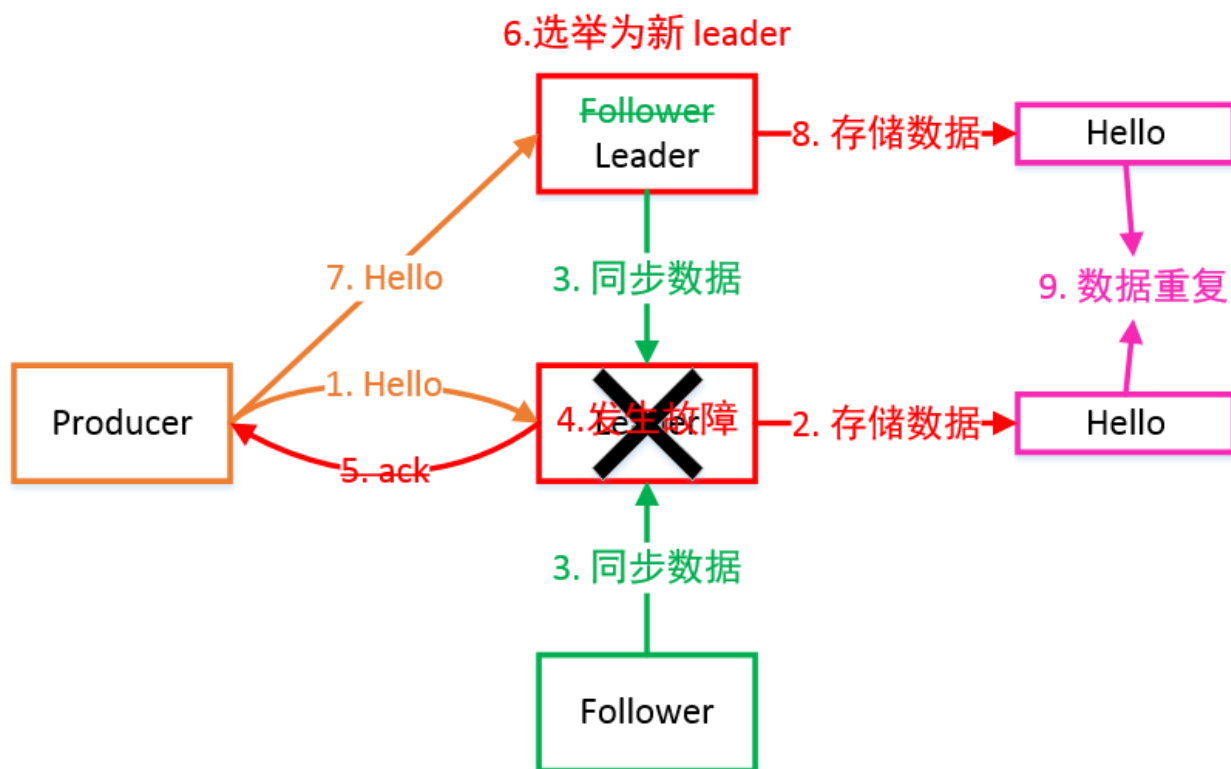 6.选举为新 leader
Follower
Leader
8. 存储数据
Hello
7. Hello
3. 同步数据
9. 数据重复
Producer
1. Hello
4.发生故障
2. 存储数据
Hello
5. ack
3. 同步数据
Follower